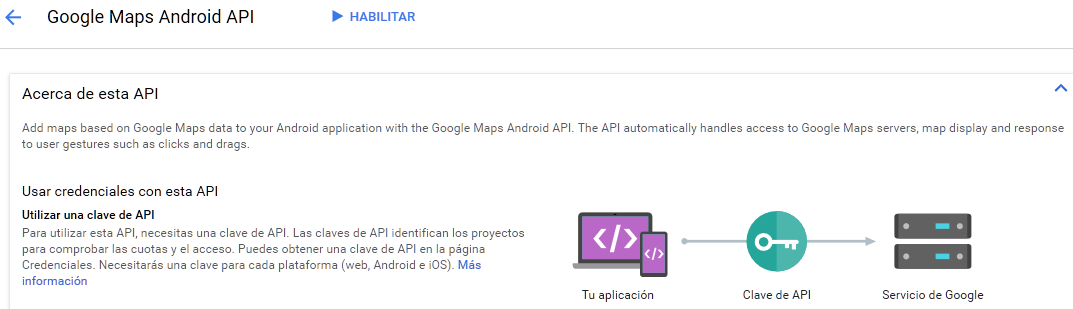 Google Maps Android API
HABILITAR
Acerca de esta API
Add maps based on Google Maps data to your Android application with the Google Maps Android API. The API automatically handles access to Google Maps servers, map display and response
to user gestures such as clicks and drags.
Usar credenciales con esta API
Utilizar una clave de API
Para utilizar esta API, necesitas una clave de API. Las claves de API identifican los proyectos
para comprobar las cuotas y el acceso. Puedes obtener una clave de API en la página
Credenciales. Necesitarás una clave para cada plataforma (web, Android e iOS). Más
información
</>
</>
Tu aplicación
Clave de API
Servicio de Google